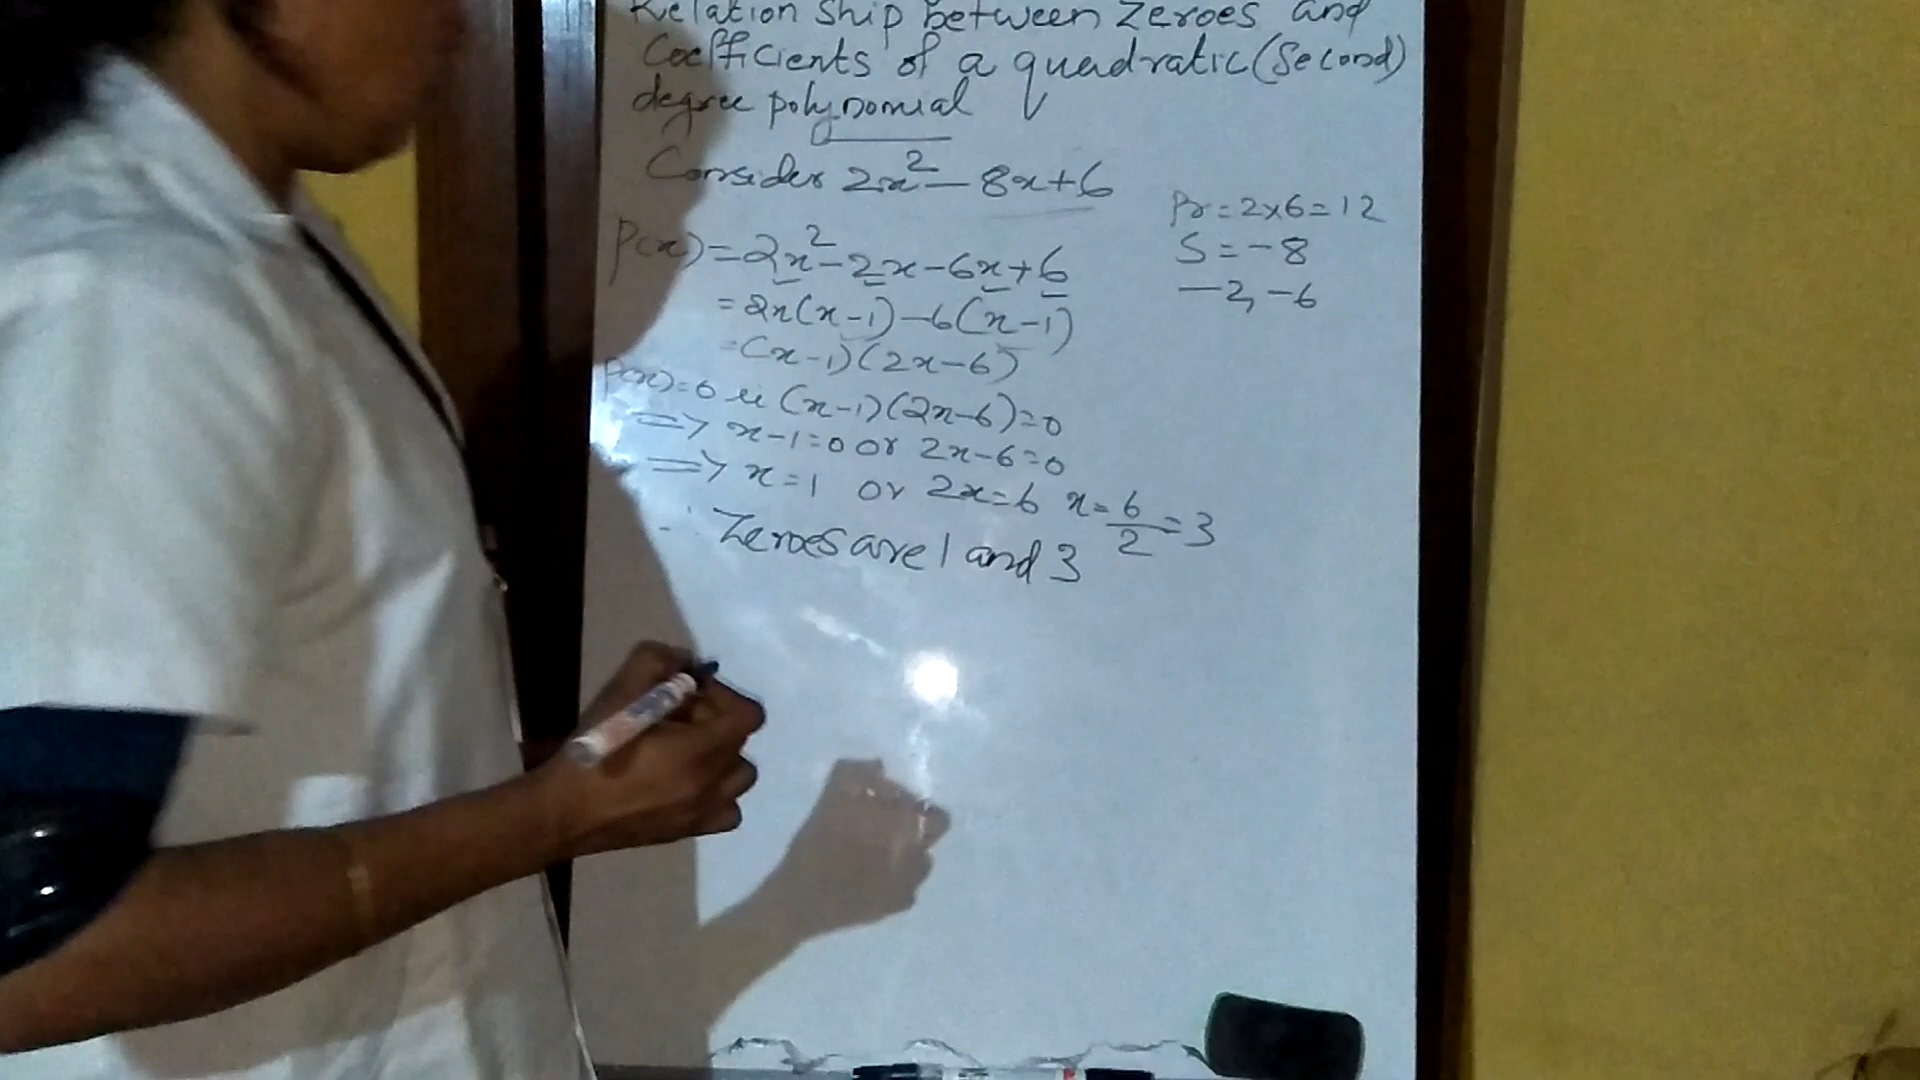 Relation Ship between Zeroes and
Coefficients of a quadratic (Second)
degree polynomial
Consider 2x² - 8x + 6
Pr = 2x6 = 12
S = -8
-2, -6
P(x) = 2x² - 2x - 6x + 6
= 2x(x-1) - 6(x-1)
= (x-1)(2x-6)
P(x) = 0 ie (x-1)(2x-6) = 0
=> x-1=0 or 2x-6=0
=> x=1 or 2x=6 x = 6/2 = 3
∴ Zeroes are 1 and 3